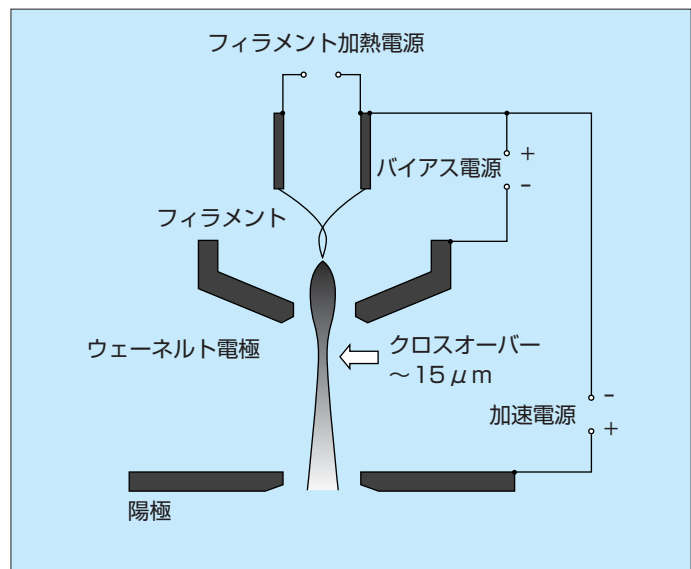 フィラメント加熱電源
バイアス電源
+
-
フィラメント
ウェーネルト電極
クロスオーバー
～15μm
加速電源
-
+
陽極